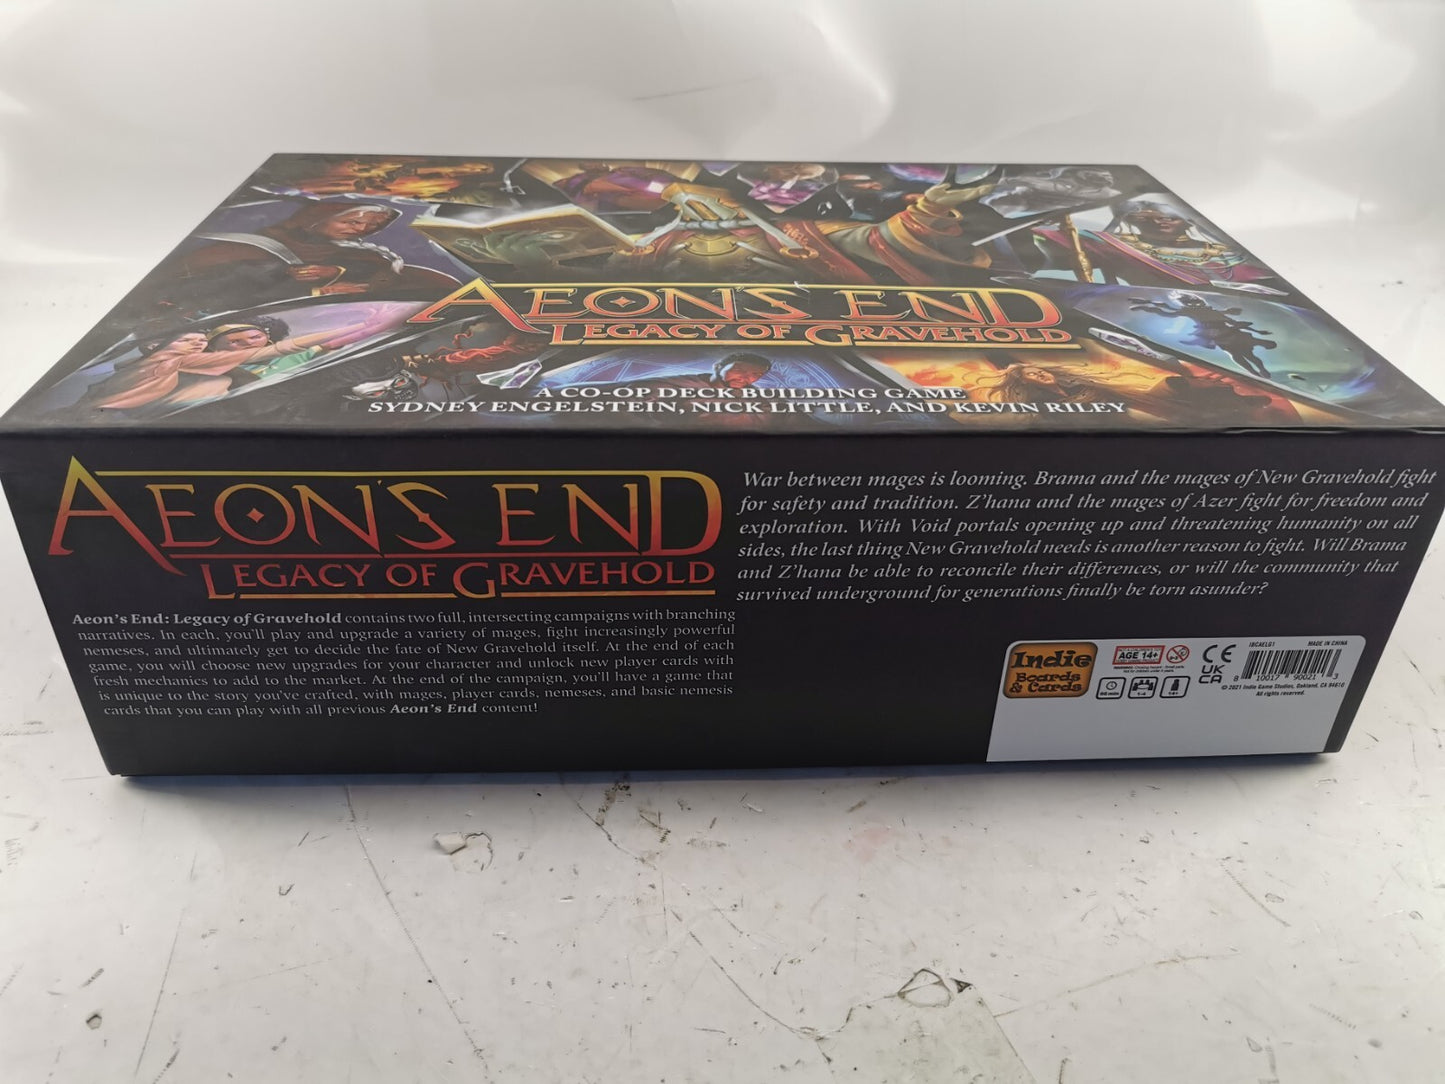 AEON'S END
LEGACY OF GRAVEHOLD
A CO-OP DECK BUILDING GAME
SYDNEY ENGELSTEIN, NICK LITTLE, AND KEVIN RILEY
AEON'S END
LEGACY OF GRAVEHOLD
Aeon's End: Legacy of Gravehold contains two full, intersecting campaigns with branching
narratives. In each, you'll play and upgrade a variety of mages, fight increasingly powerful
nemeses, and ultimately get to decide the fate of New Gravehold itself. At the end of each
game, you will choose new upgrades for your character and unlock new player cards with
fresh mechanics to add to the market. At the end of the campaign, you'll have a game that
is unique to the story you've crafted, with mages, player cards, nemeses, and basic nemesis
cards that you can play with all previous Aeon's End content!
War between mages is looming. Brama and the mages of New Gravehold fight
for safety and tradition. Z'hana and the mages of Azer fight for freedom and
exploration. With Void portals opening up and threatening humanity on all
sides, the last thing New Gravehold needs is another reason to fight. Will Brama
and Z'hana be able to reconcile their differences, or will the community that
survived underground for generations finally be torn asunder?
Indie
Boards
& Cards
AGE 14+
1-4
CE
UK
CA
IBCAELG1
MADE IN CHINA
8 10017 90021 3
© 2021 Indie Game Studios, Oakland, CA 94610
All rights reserved.